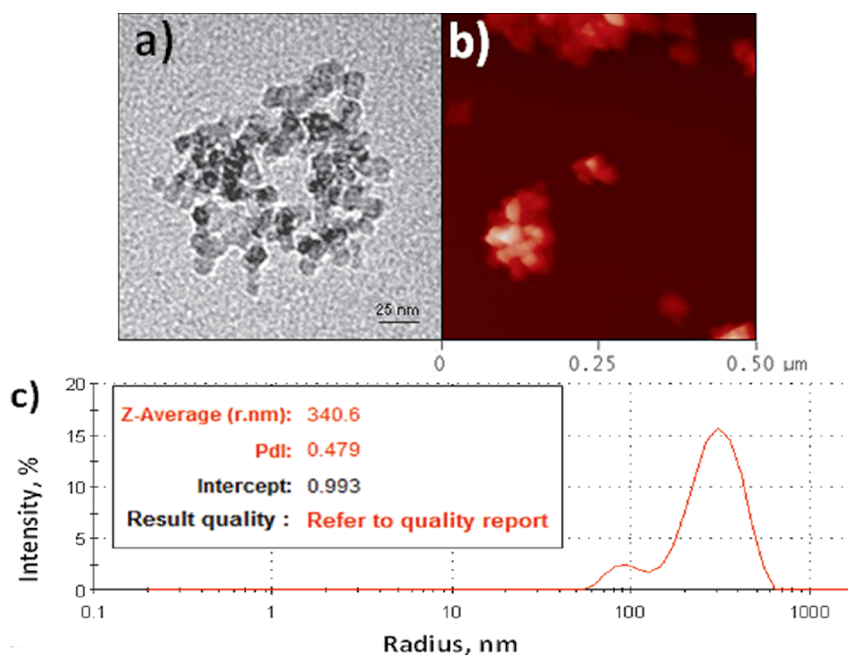 a)
b)
25 nm
0 0.25 0.50 µm
c)
20
15
10
5
0
Intensity, %
Z-Average (r.nm): 340.6
PdI: 0.479
Intercept: 0.993
Result quality : Refer to quality report
0.1 1 10 100 1000
Radius, nm